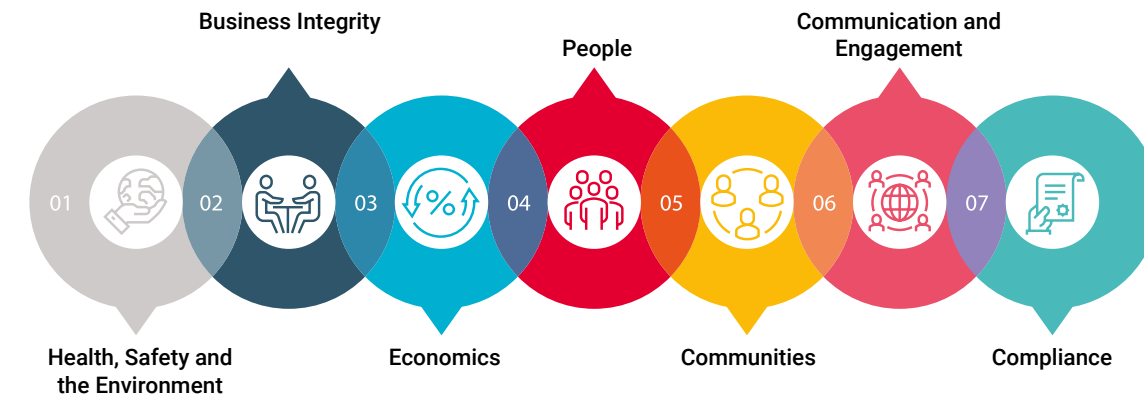 Business Integrity
People
Communication and
Engagement
01
02
03
04
05
06
07
%
Health, Safety and
the Environment
Economics
Communities
Compliance